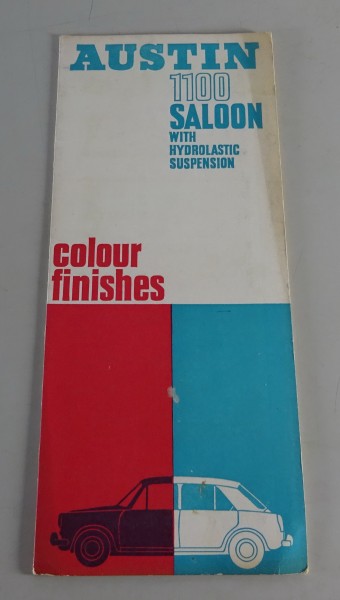 AUSTIN
1100
SALOON
WITH
HYDROLASTIC
SUSPENSION
colour
finishes